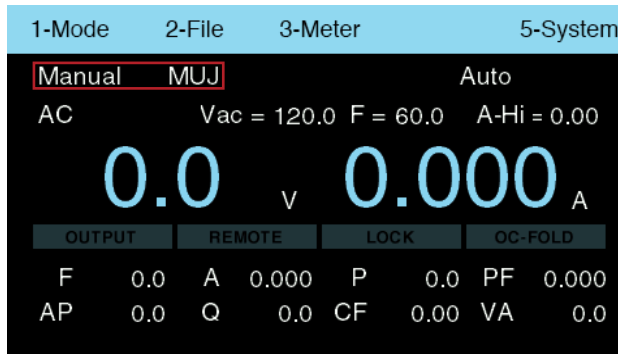 1-Mode 2-File 3-Meter 5-System
Manual MUJ Auto
AC Vac = 120.0 F = 60.0 A-Hi = 0.00
0.0 V 0.000 A
OUTPUT REMOTE LOCK OC-FOLD
F 0.0 A 0.000 P 0.0 PF 0.000
AP 0.0 Q 0.0 CF 0.00 VA 0.0